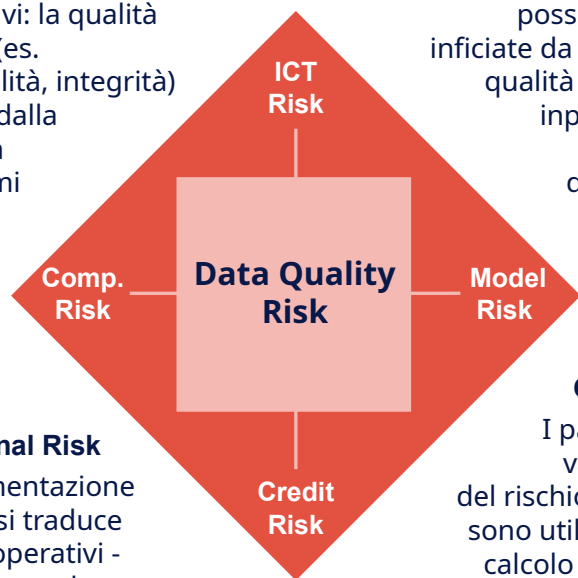 vi: la qualità
(es.
lità, integrità)
dalla
poss
inficiate da
qualità
inp
ICT
Risk
Comp.
Risk
Data Quality
Risk
Model
Risk
Credit
Risk
nal Risk
mentazione
si traduce
operativi -
I pa
v
del rischio
sono utili
calcolo